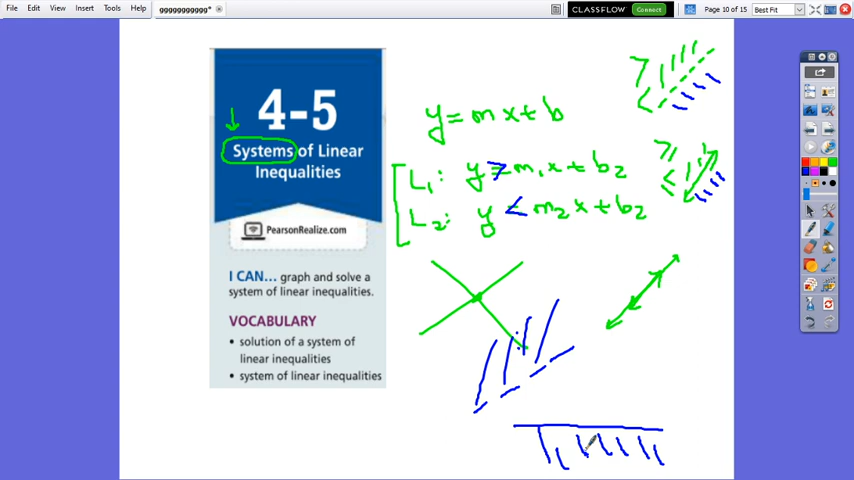 File Edit View Insert Tools Help
ggggggggggg*
CLASSFLOW Connect
Page 10 of 15
Best Fit
4-5
Systems of Linear
Inequalities
PearsonRealize.com
I CAN... graph and solve a
system of linear inequalities.
VOCABULARY
• solution of a system of
linear inequalities
• system of linear inequalities
y = mx + b
L1: y > m1x + b2
L2: y < m2x + b2
>
<
≥
≤